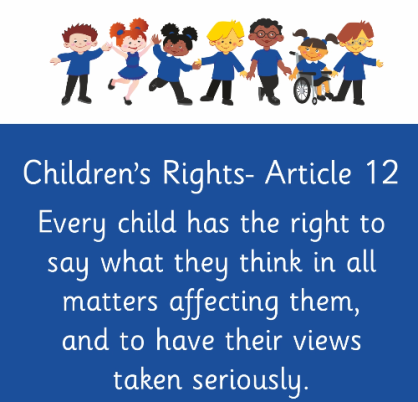 Children's Rights- Article 12
Every child has the right to
say what they think in all
matters affecting them,
and to have their views
taken seriously.